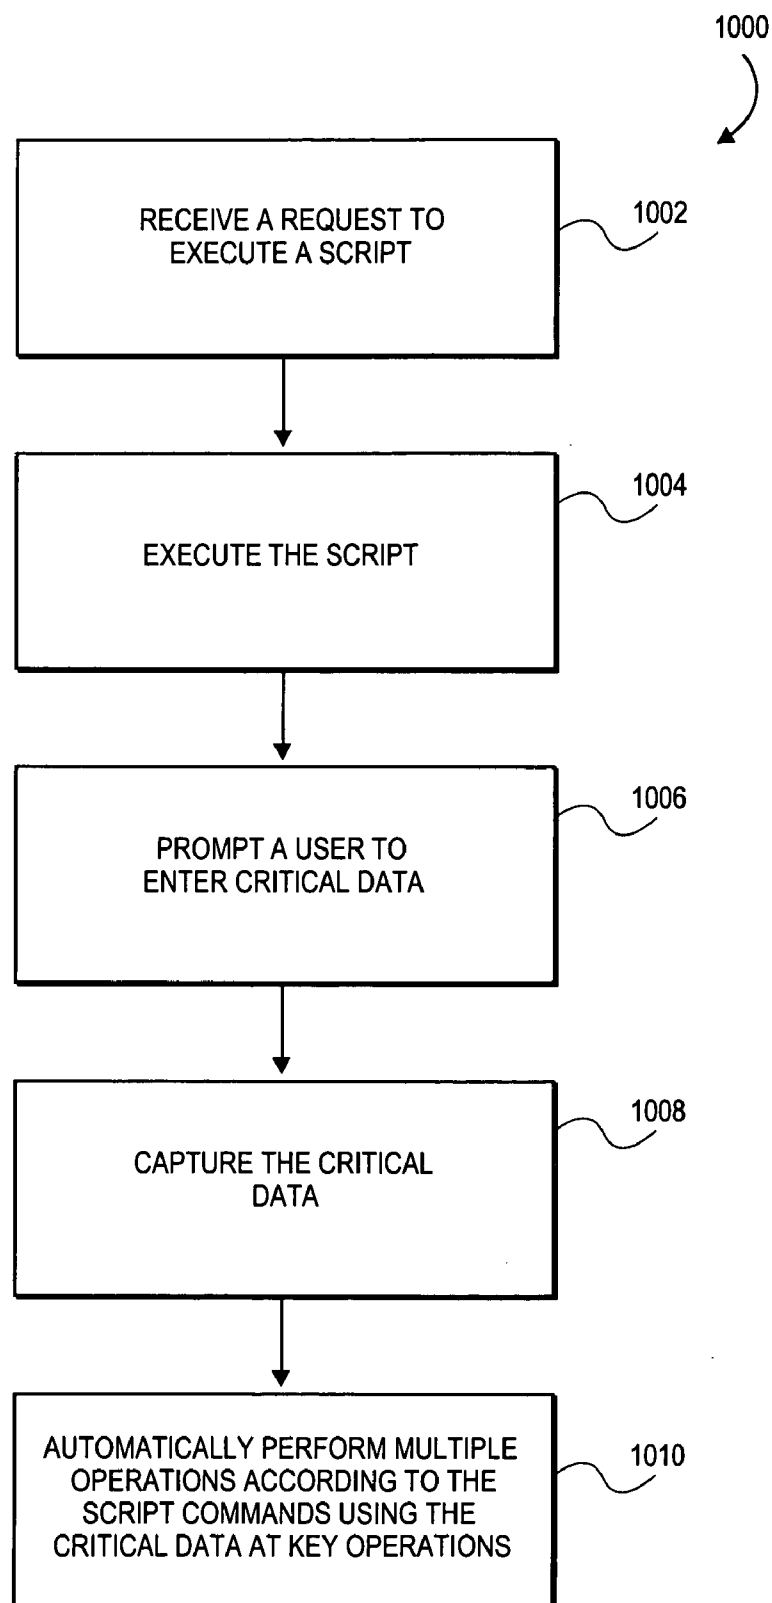 1000
RECEIVE A REQUEST TO
EXECUTE A SCRIPT
1002
EXECUTE THE SCRIPT
1004
PROMPT A USER TO
ENTER CRITICAL DATA
1006
CAPTURE THE CRITICAL
DATA
1008
AUTOMATICALLY PERFORM MULTIPLE
OPERATIONS ACCORDING TO THE
SCRIPT COMMANDS USING THE
CRITICAL DATA AT KEY OPERATIONS
1010